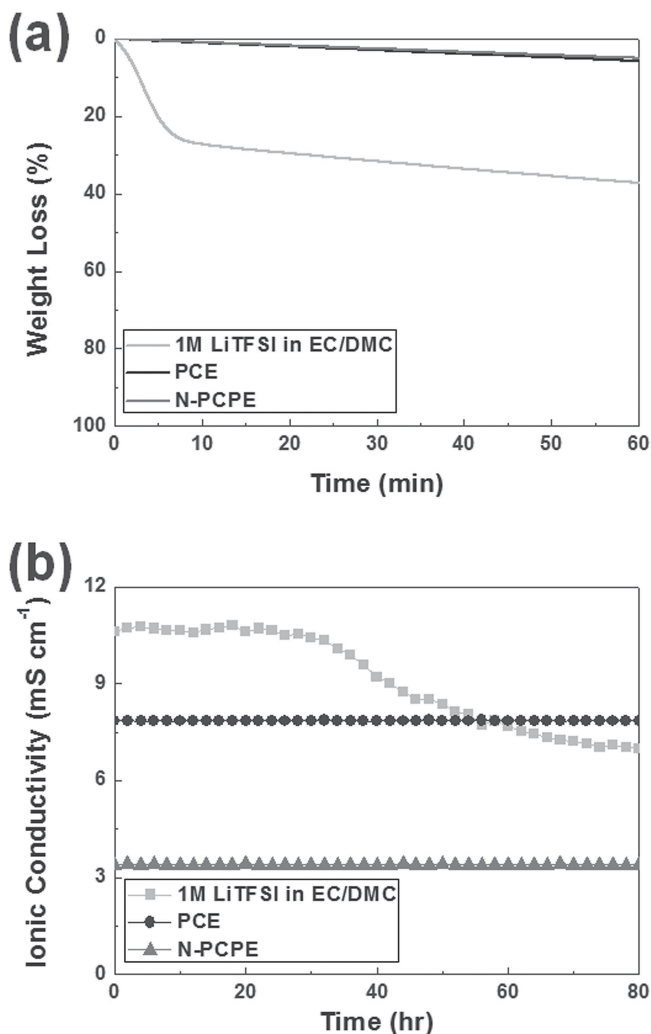 (a)
0
20
40
60
80
100
Weight Loss (%)
1M LiTFSI in EC/DMC
PCE
N-PCPE
0 10 20 30 40 50 60
Time (min)
(b)
12
9
6
3
0
Ionic Conductivity (mS cm⁻¹)
1M LiTFSI in EC/DMC
PCE
N-PCPE
0 20 40 60 80
Time (hr)